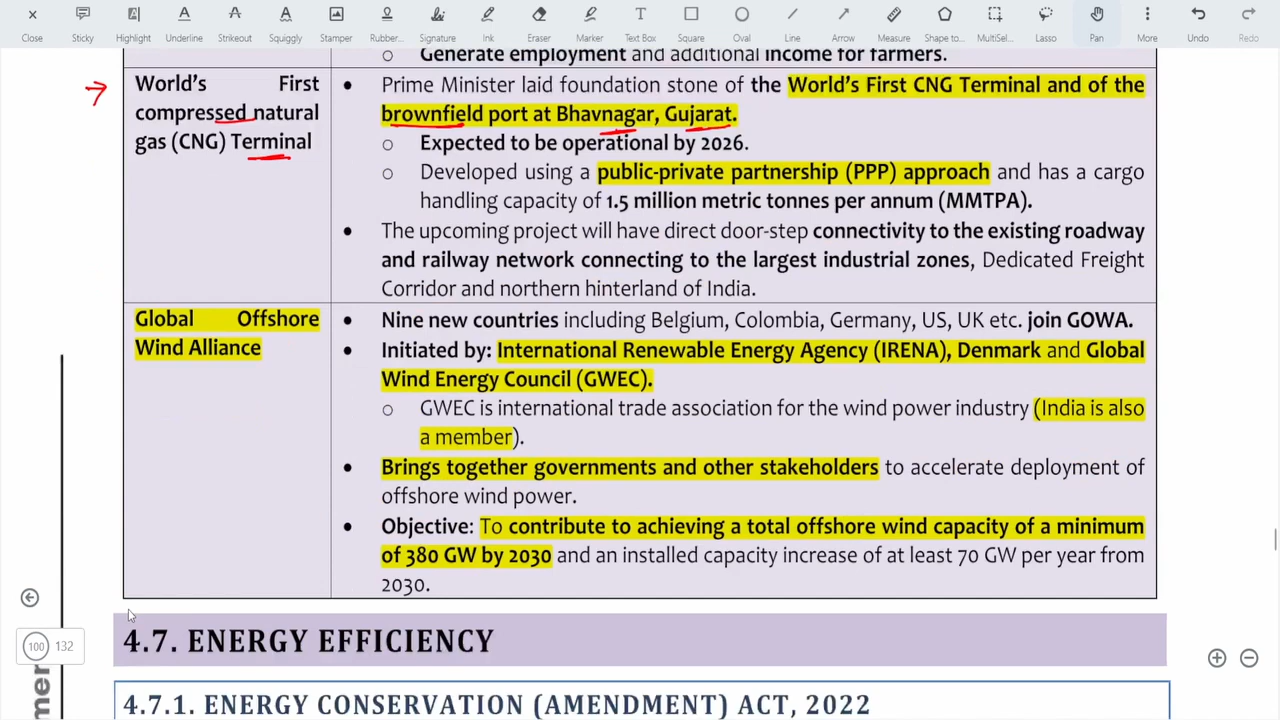 Close
Sticky
Highlight
Underline
Strikeout
Squiggly
Stamper
Rubber..
Signature
Ink
Eraser
Marker
Text Box
Square
Oval
Line
Arrow
Measure
Shape to...
MultiSel..
Lasso
Pan
More
Undo
Redo
○ Generate employment and additional income for farmers.
World's First
compressed natural
gas (CNG) Terminal
• Prime Minister laid foundation stone of the World's First CNG Terminal and of the
brownfield port at Bhavnagar, Gujarat.
○ Expected to be operational by 2026.
○ Developed using a public-private partnership (PPP) approach and has a cargo
handling capacity of 1.5 million metric tonnes per annum (MMTPA).
• The upcoming project will have direct door-step connectivity to the existing roadway
and railway network connecting to the largest industrial zones, Dedicated Freight
Corridor and northern hinterland of India.
Global Offshore
Wind Alliance
• Nine new countries including Belgium, Colombia, Germany, US, UK etc. join GOWA.
• Initiated by: International Renewable Energy Agency (IRENA), Denmark and Global
Wind Energy Council (GWEC).
○ GWEC is international trade association for the wind power industry (India is also
a member).
• Brings together governments and other stakeholders to accelerate deployment of
offshore wind power.
• Objective: To contribute to achieving a total offshore wind capacity of a minimum
of 380 GW by 2030 and an installed capacity increase of at least 70 GW per year from
2030.
100 132
4.7. ENERGY EFFICIENCY
4.7.1. ENERGY CONSERVATION (AMENDMENT) ACT, 2022